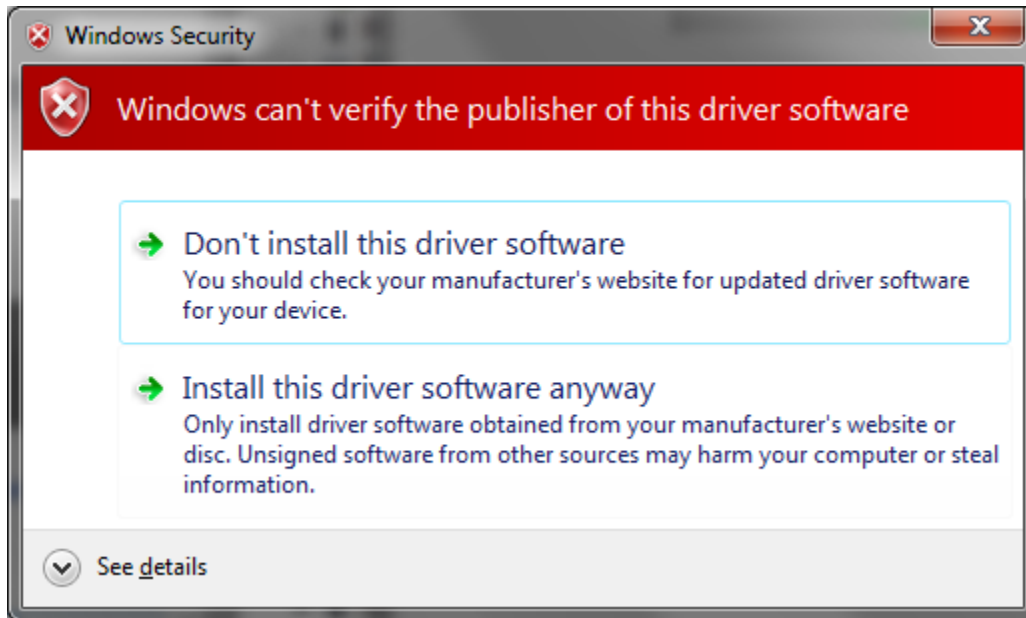 Windows Security
Windows can't verify the publisher of this driver software
Don't install this driver software
You should check your manufacturer's website for updated driver software
for your device.
Install this driver software anyway
Only install driver software obtained from your manufacturer's website or
disc. Unsigned software from other sources may harm your computer or steal
information.
See details